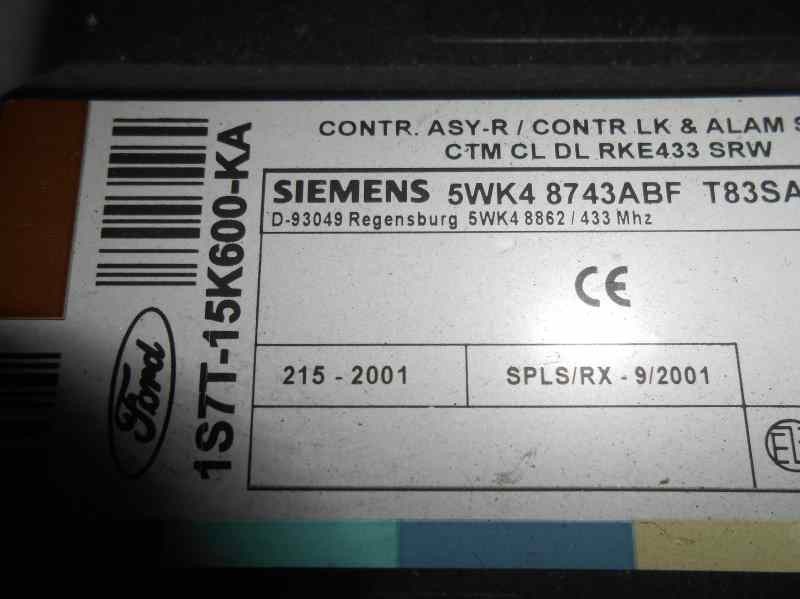 CONTR. ASY-R / CONTR LK & ALAM S
CTM CL DL RKE433 SRW
SIEMENS 5WK4 8743ABF T83SA
D-93049 Regensburg 5WK4 8862 / 433 Mhz
CE
215 - 2001
SPLS/RX - 9/2001
1S7T-15K600-KA
Ford